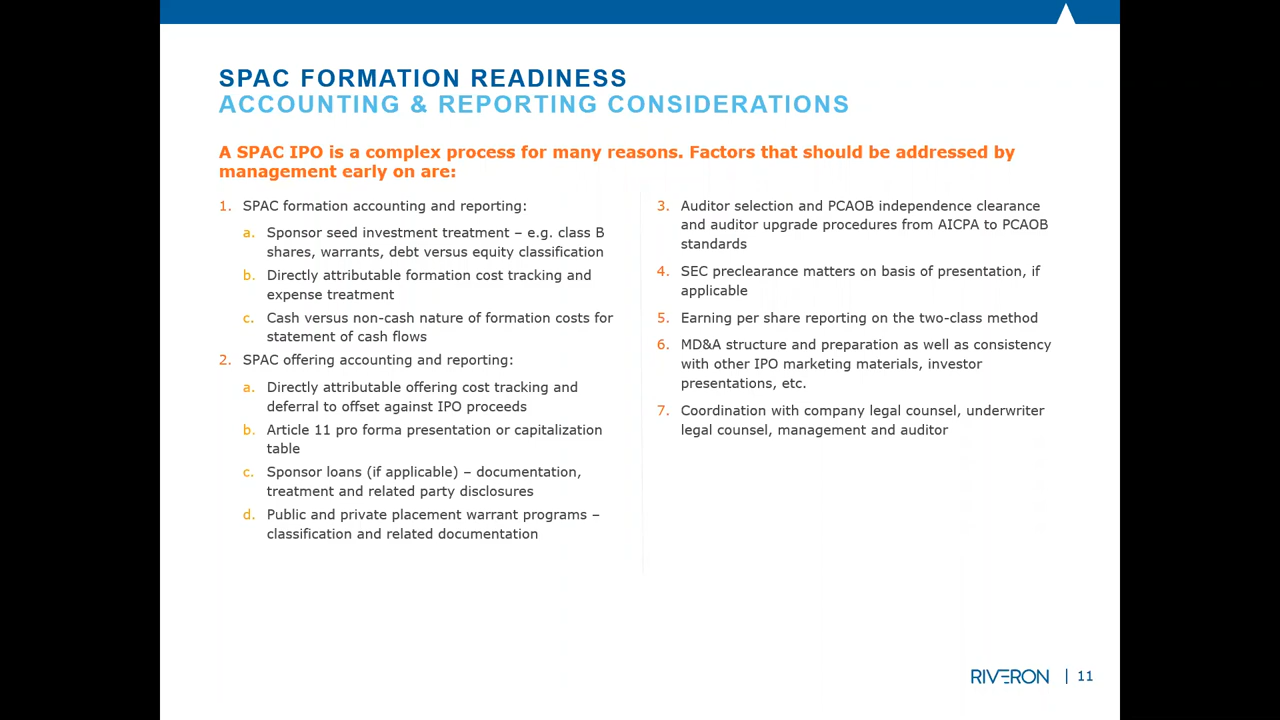 SPAC FORMATION READINESS
ACCOUNTING & REPORTING CONSIDERATIONS
A SPAC IPO is a complex process for many reasons. Factors that should be addressed by
management early on are:
1. SPAC formation accounting and reporting:
a. Sponsor seed investment treatment – e.g. class B
shares, warrants, debt versus equity classification
b. Directly attributable formation cost tracking and
expense treatment
c. Cash versus non-cash nature of formation costs for
statement of cash flows
2. SPAC offering accounting and reporting:
a. Directly attributable offering cost tracking and
deferral to offset against IPO proceeds
b. Article 11 pro forma presentation or capitalization
table
c. Sponsor loans (if applicable) – documentation,
treatment and related party disclosures
d. Public and private placement warrant programs –
classification and related documentation
3. Auditor selection and PCAOB independence clearance
and auditor upgrade procedures from AICPA to PCAOB
standards
4. SEC preclearance matters on basis of presentation, if
applicable
5. Earning per share reporting on the two-class method
6. MD&A structure and preparation as well as consistency
with other IPO marketing materials, investor
presentations, etc.
7. Coordination with company legal counsel, underwriter
legal counsel, management and auditor
RIVERON | 11